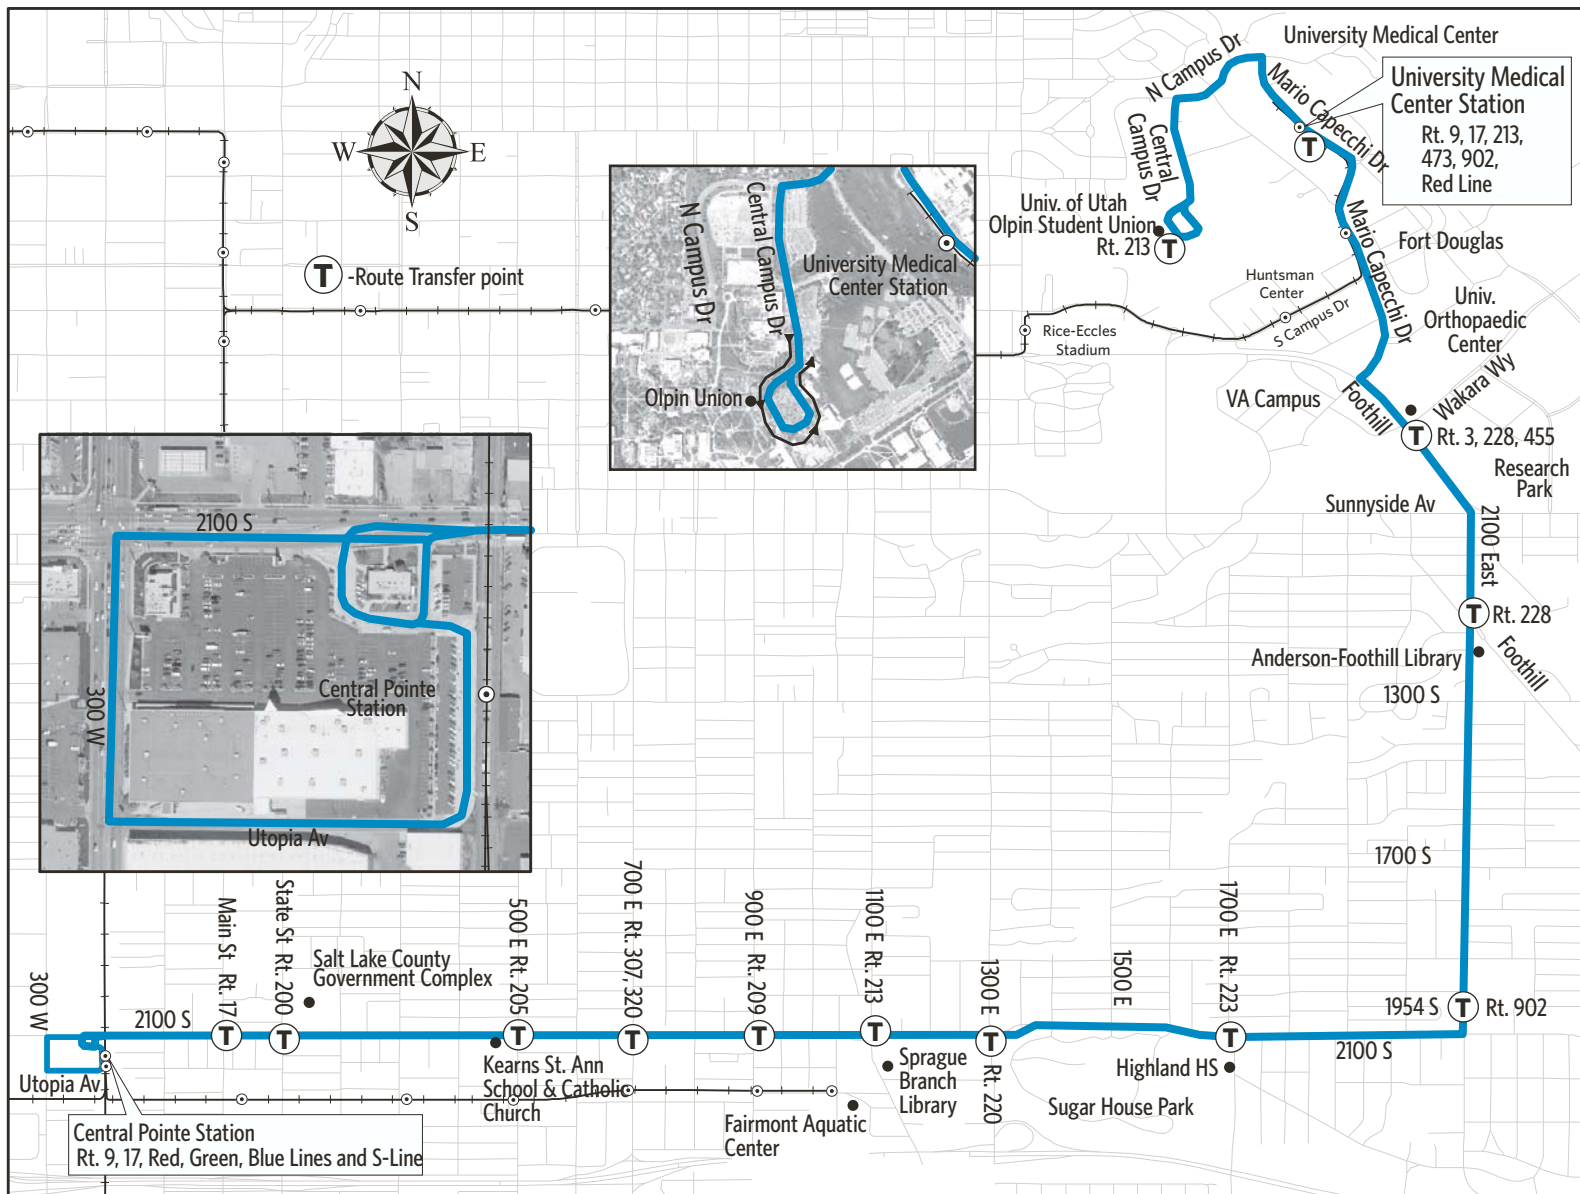 University Medical Center
N Campus Dr
Mario Capecchi Dr
University Medical
Center Station
Rt. 9, 17, 213,
473, 902,
Red Line
N
W
E
S
T
-Route Transfer point
Central
Campus Dr
T
Univ. of Utah
Olpin Student Union
Rt. 213
T
Mario Capecchi Dr
Fort Douglas
Huntsman
Center
S Campus Dr
Rice-Eccles
Stadium
Univ.
Orthopaedic
Center
N Campus Dr
Central Campus Dr
University Medical
Center Station
Olpin Union
VA Campus
Foothill
Wakara Wy
T
Rt. 3, 228, 455
Research
Park
Sunnyside Av
2100 East
T
Rt. 228
Anderson-Foothill Library
Foothill
1300 S
1700 S
2100 S
300 W
Central Pointe
Station
Utopia Av
300 W
2100 S
Main St Rt. 17
T
State St Rt. 200
T
Salt Lake County
Government Complex
500 E Rt. 205
T
Kearns St. Ann
School & Catholic
Church
700 E Rt. 307, 320
T
900 E Rt. 209
T
1100 E Rt. 213
T
Sprague
Branch
Library
Fairmont Aquatic
Center
1300 E
T
Rt. 220
1500 E
Sugar House Park
1700 E Rt. 223
T
Highland HS
2100 S
1954 S
T
Rt. 902
Utopia Av
Central Pointe Station
Rt. 9, 17, Red, Green, Blue Lines and S-Line